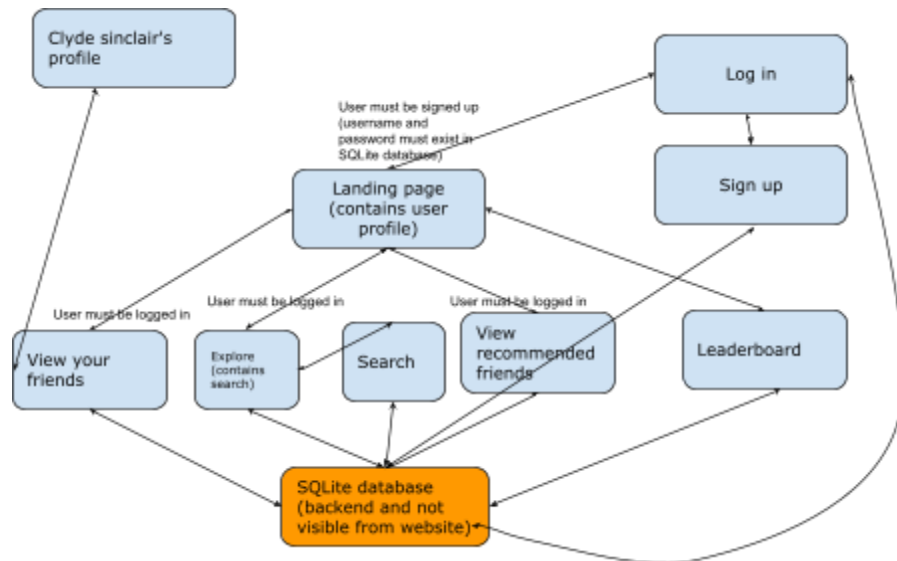 Clyde sinclair's
profile
Log in
User must be signed up
(username and
password must exist in
SQLite database)
Sign up
Landing page
(contains user
profile)
User must be logged in
User must be logged in
User must be logged in
View your
friends
Explore
(contains
search)
Search
View
recommended
friends
Leaderboard
SQLite database
(backend and not
visible from website)